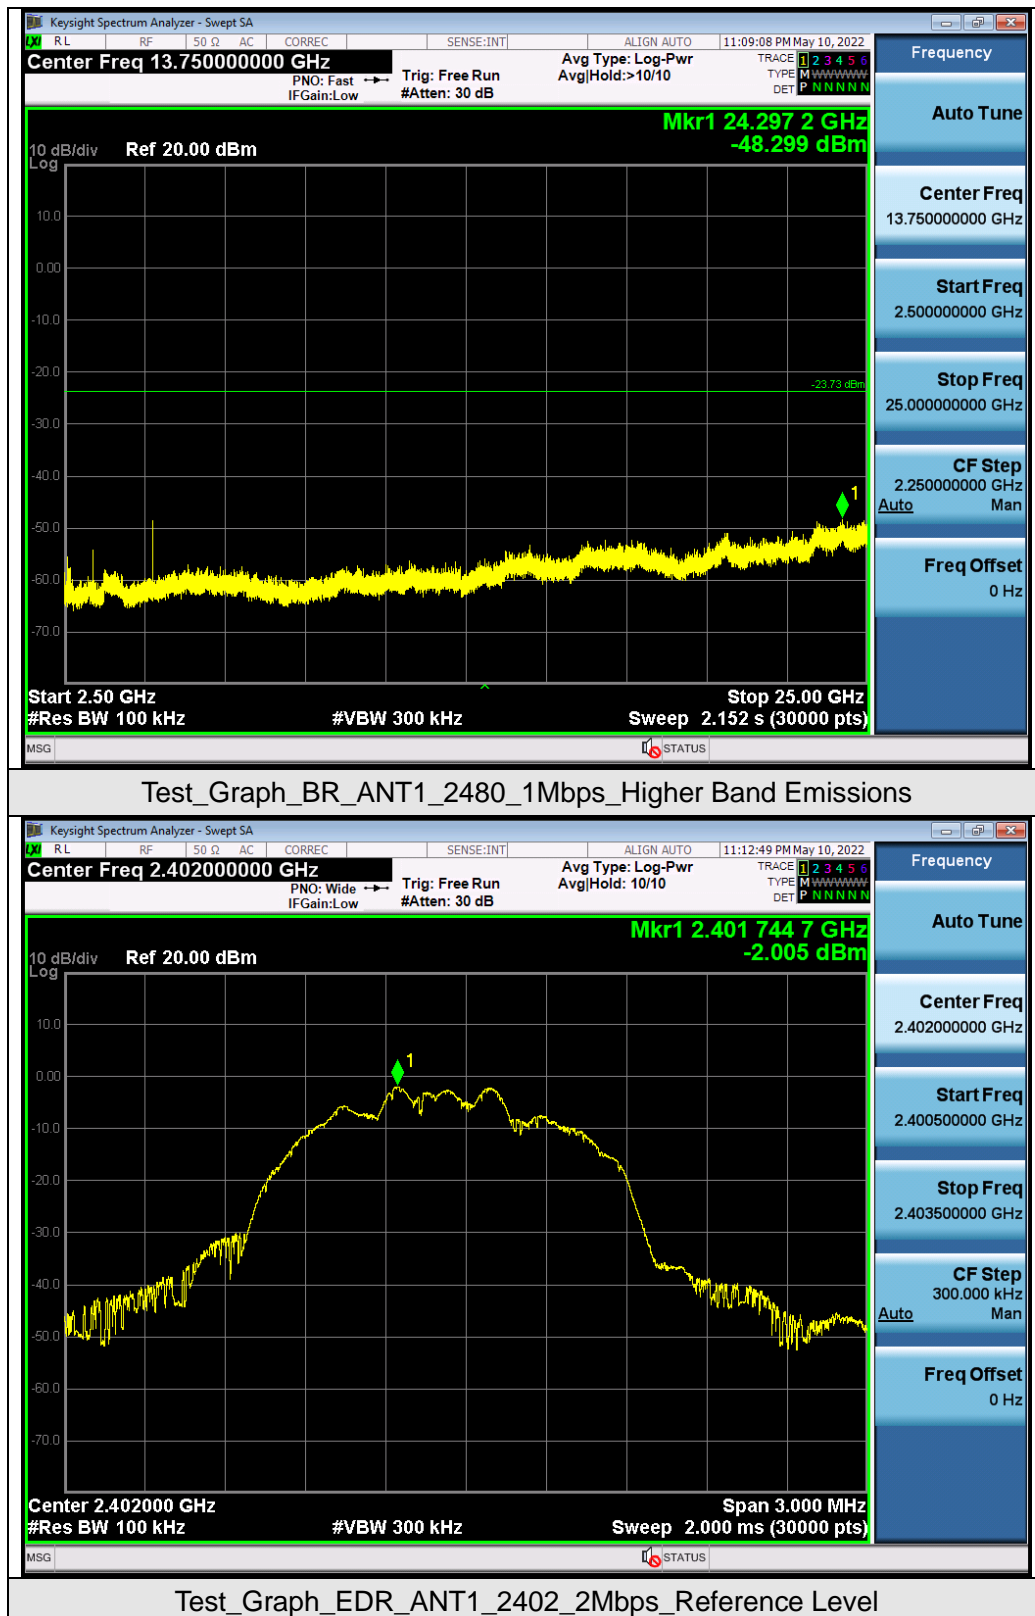 Keysight Spectrum Analyzer - Swept SA
LXI RL RF 50 Ω AC CORREC SENSE:INT ALIGN AUTO 11:09:08 PM May 10, 2022
Center Freq 13.750000000 GHz
PNO: Fast
IFGain:Low
Trig: Free Run
#Atten: 30 dB
Avg Type: Log-Pwr
Avg|Hold:>10/10
TRACE 1 2 3 4 5 6
TYPE M WWWWW
DET P N N N N N
Frequency
Mkr1 24.297 2 GHz
-48.299 dBm
10 dB/div Ref 20.00 dBm
Log
10.0
0.00
-10.0
-20.0
-23.73 dBm
-30.0
-40.0
1
-50.0
-60.0
-70.0
Start 2.50 GHz Stop 25.00 GHz
#Res BW 100 kHz #VBW 300 kHz Sweep 2.152 s (30000 pts)
MSG STATUS
Auto Tune
Center Freq
13.750000000 GHz
Start Freq
2.500000000 GHz
Stop Freq
25.000000000 GHz
CF Step
2.250000000 GHz
Auto Man
Freq Offset
0 Hz
Test_Graph_BR_ANT1_2480_1Mbps_Higher Band Emissions
Keysight Spectrum Analyzer - Swept SA
LXI RL RF 50 Ω AC CORREC SENSE:INT ALIGN AUTO 11:12:49 PM May 10, 2022
Center Freq 2.402000000 GHz
PNO: Wide
IFGain:Low
Trig: Free Run
#Atten: 30 dB
Avg Type: Log-Pwr
Avg|Hold: 10/10
TRACE 1 2 3 4 5 6
TYPE M WWWWW
DET P N N N N N
Frequency
Mkr1 2.401 744 7 GHz
-2.005 dBm
10 dB/div Ref 20.00 dBm
Log
10.0
1
0.00
-10.0
-20.0
-30.0
-40.0
-50.0
-60.0
-70.0
Center 2.402000 GHz Span 3.000 MHz
#Res BW 100 kHz #VBW 300 kHz Sweep 2.000 ms (30000 pts)
MSG STATUS
Auto Tune
Center Freq
2.402000000 GHz
Start Freq
2.400500000 GHz
Stop Freq
2.403500000 GHz
CF Step
300.000 kHz
Auto Man
Freq Offset
0 Hz
Test_Graph_EDR_ANT1_2402_2Mbps_Reference Level